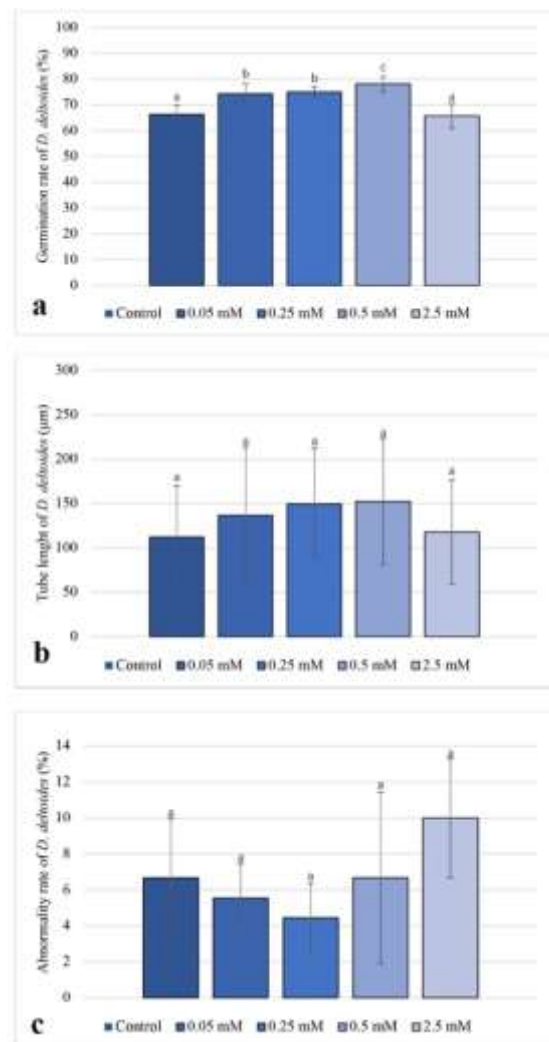 Germination rate of D. deltoides (%)
100
90
80
70
60
50
40
30
20
10
0
b
b
c
a
Control 0.05 mM 0.25 mM 0.5 mM 2.5 mM
Tube lenght of D. deltoides (µm)
300
250
200
150
100
50
0
a
a
a
a
a
b
Control 0.05 mM 0.25 mM 0.5 mM 2.5 mM
Abnormality rate of D. deltoides (%)
14
12
10
8
6
4
2
0
a
a
a
a
a
c
Control 0.05 mM 0.25 mM 0.5 mM 2.5 mM